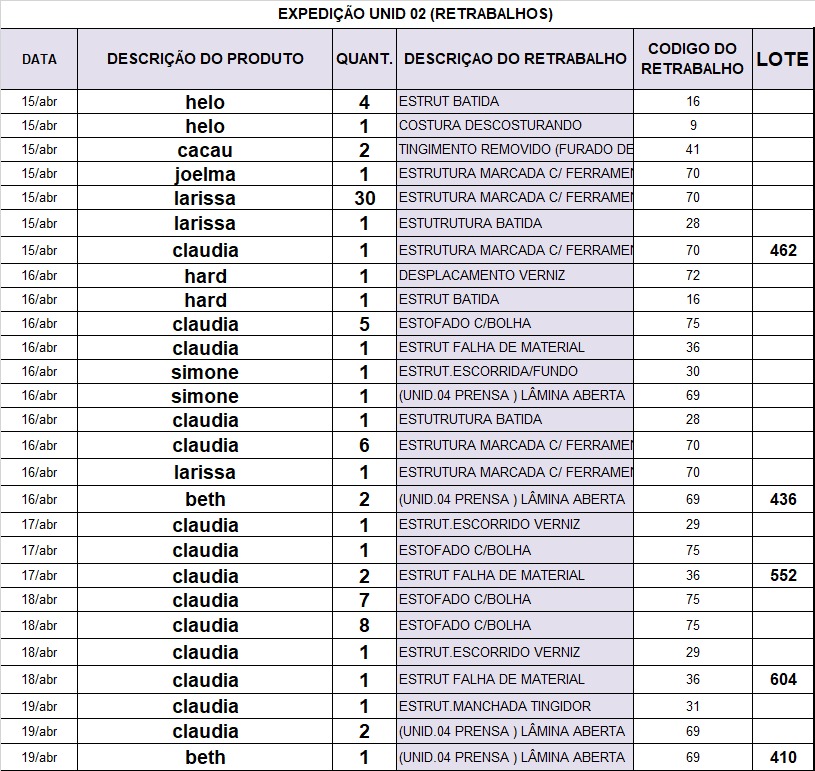 EXPEDIÇÃO UNID 02 (RETRABALHOS)
DATA DESCRIÇÃO DO PRODUTO QUANT. DESCRIÇAO DO RETRABALHO CODIGO DO RETRABALHO LOTE
15/abr helo 4 ESTRUT BATIDA 16
15/abr helo 1 COSTURA DESCOSTURANDO 9
15/abr cacau 2 TINGIMENTO REMOVIDO (FURADO DE 41
15/abr joelma 1 ESTRUTURA MARCADA C/ FERRAMEN 70
15/abr larissa 30 ESTRUTURA MARCADA C/ FERRAMEN 70
15/abr larissa 1 ESTUTRUTURA BATIDA 28
15/abr claudia 1 ESTRUTURA MARCADA C/ FERRAMEN 70 462
16/abr hard 1 DESPLACAMENTO VERNIZ 72
16/abr hard 1 ESTRUT BATIDA 16
16/abr claudia 5 ESTOFADO C/BOLHA 75
16/abr claudia 1 ESTRUT FALHA DE MATERIAL 36
16/abr simone 1 ESTRUT.ESCORRIDA/FUNDO 30
16/abr simone 1 (UNID.04 PRENSA ) LÂMINA ABERTA 69
16/abr claudia 1 ESTUTRUTURA BATIDA 28
16/abr claudia 6 ESTRUTURA MARCADA C/ FERRAMEN 70
16/abr larissa 1 ESTRUTURA MARCADA C/ FERRAMEN 70
16/abr beth 2 (UNID.04 PRENSA ) LÂMINA ABERTA 69 436
17/abr claudia 1 ESTRUT.ESCORRIDO VERNIZ 29
17/abr claudia 1 ESTOFADO C/BOLHA 75
17/abr claudia 2 ESTRUT FALHA DE MATERIAL 36 552
18/abr claudia 7 ESTOFADO C/BOLHA 75
18/abr claudia 8 ESTOFADO C/BOLHA 75
18/abr claudia 1 ESTRUT.ESCORRIDO VERNIZ 29
18/abr claudia 1 ESTRUT FALHA DE MATERIAL 36 604
19/abr claudia 1 ESTRUT.MANCHADA TINGIDOR 31
19/abr claudia 2 (UNID.04 PRENSA ) LÂMINA ABERTA 69
19/abr beth 1 (UNID.04 PRENSA ) LÂMINA ABERTA 69 410